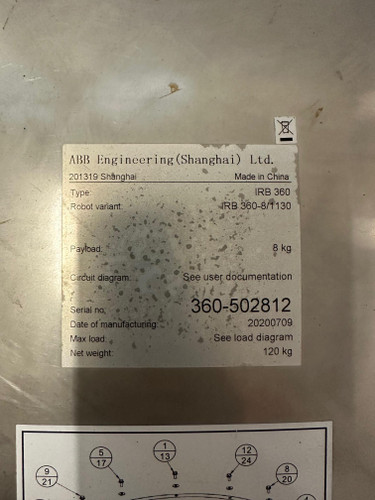 ABB Engineering(Shanghai) Ltd.
201319 Shanghai Made in China
Type: IRB 360
Robot variant: IRB 360-8/1130
Payload: 8 kg
Circuit diagram: See user documentation
Serial no: 360-502812
Date of manufacturing: 20200709
Max load: See load diagram
Net weight: 120 kg
1
13
5
17
12
24
9
21
8
20